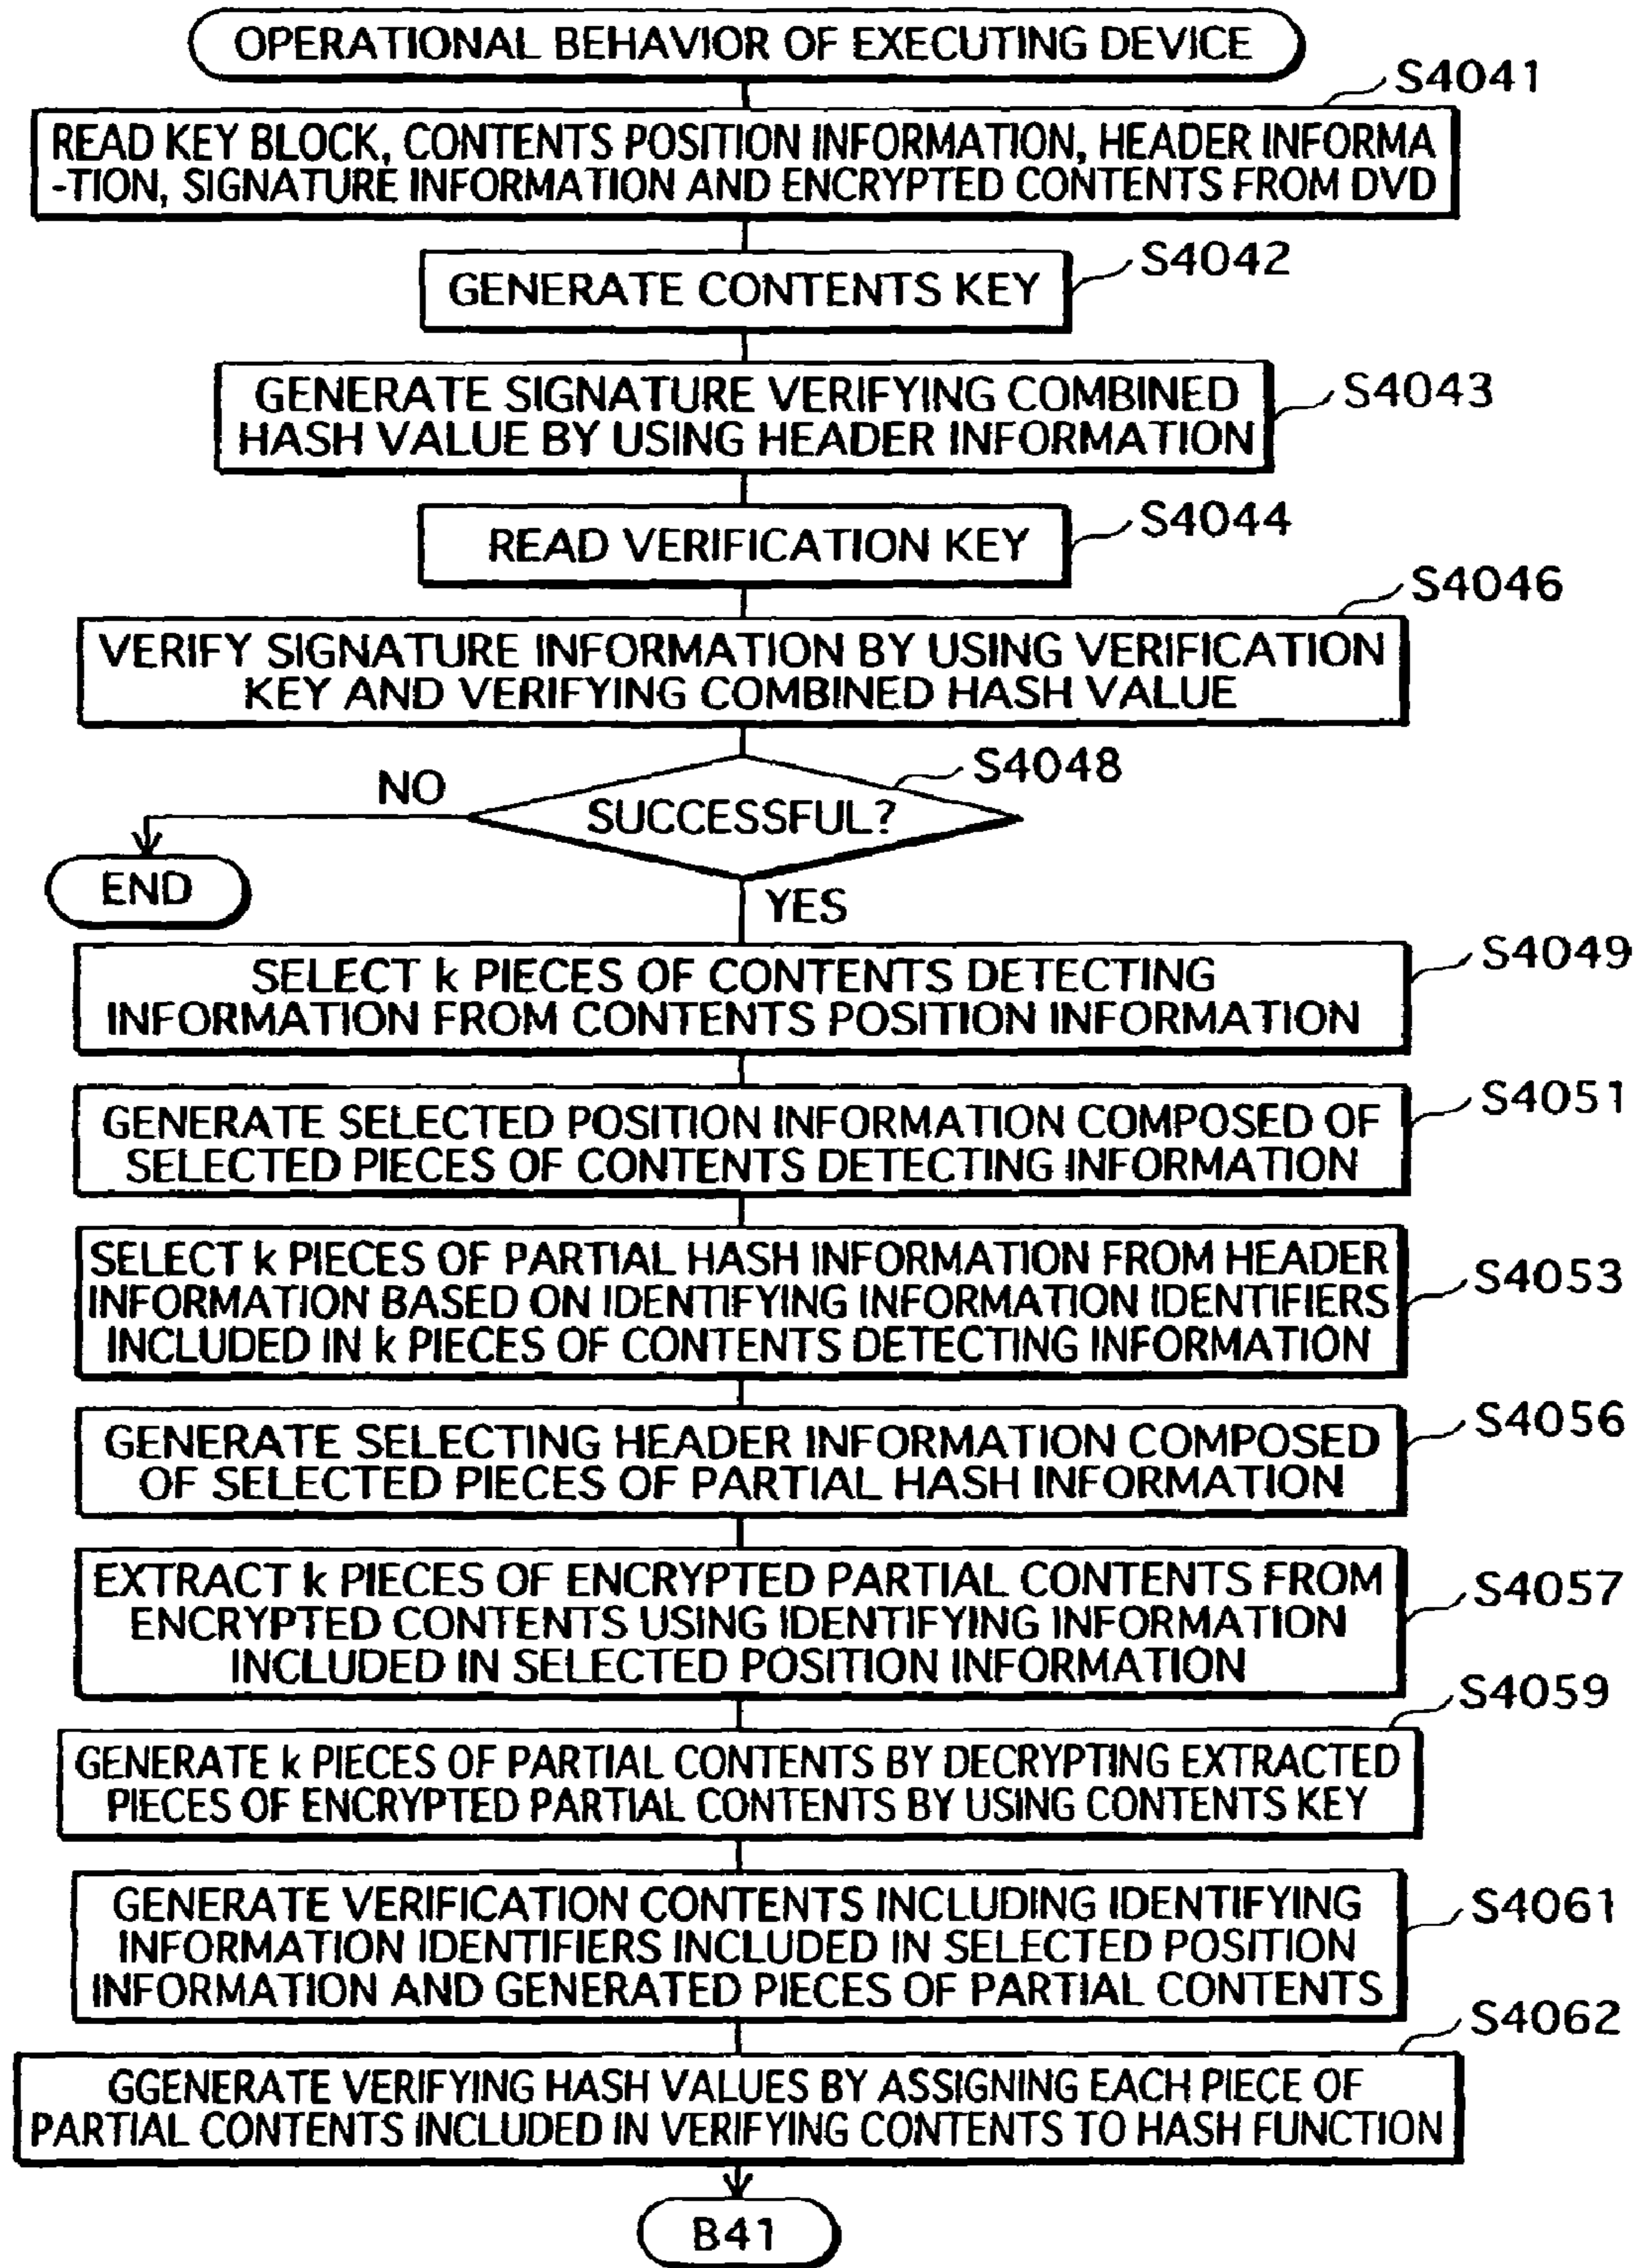 OPERATIONAL BEHAVIOR OF EXECUTING DEVICE
S4041
READ KEY BLOCK, CONTENTS POSITION INFORMATION, HEADER INFORMA
-TION, SIGNATURE INFORMATION AND ENCRYPTED CONTENTS FROM DVD
S4042
GENERATE CONTENTS KEY
S4043
GENERATE SIGNATURE VERIFYING COMBINED
HASH VALUE BY USING HEADER INFORMATION
S4044
READ VERIFICATION KEY
S4046
VERIFY SIGNATURE INFORMATION BY USING VERIFICATION
KEY AND VERIFYING COMBINED HASH VALUE
S4048
NO
SUCCESSFUL?
END
YES
S4049
SELECT k PIECES OF CONTENTS DETECTING
INFORMATION FROM CONTENTS POSITION INFORMATION
S4051
GENERATE SELECTED POSITION INFORMATION COMPOSED OF
SELECTED PIECES OF CONTENTS DETECTING INFORMATION
S4053
SELECT k PIECES OF PARTIAL HASH INFORMATION FROM HEADER
INFORMATION BASED ON IDENTIFYING INFORMATION IDENTIFIERS
INCLUDED IN k PIECES OF CONTENTS DETECTING INFORMATION
S4056
GENERATE SELECTING HEADER INFORMATION COMPOSED
OF SELECTED PIECES OF PARTIAL HASH INFORMATION
S4057
EXTRACT k PIECES OF ENCRYPTED PARTIAL CONTENTS FROM
ENCRYPTED CONTENTS USING IDENTIFYING INFORMATION
INCLUDED IN SELECTED POSITION INFORMATION
S4059
GENERATE k PIECES OF PARTIAL CONTENTS BY DECRYPTING EXTRACTED
PIECES OF ENCRYPTED PARTIAL CONTENTS BY USING CONTENTS KEY
S4061
GENERATE VERIFICATION CONTENTS INCLUDING IDENTIFYING
INFORMATION IDENTIFIERS INCLUDED IN SELECTED POSITION
INFORMATION AND GENERATED PIECES OF PARTIAL CONTENTS
S4062
GGENERATE VERIFYING HASH VALUES BY ASSIGNING EACH PIECE OF
PARTIAL CONTENTS INCLUDED IN VERIFYING CONTENTS TO HASH FUNCTION
B41